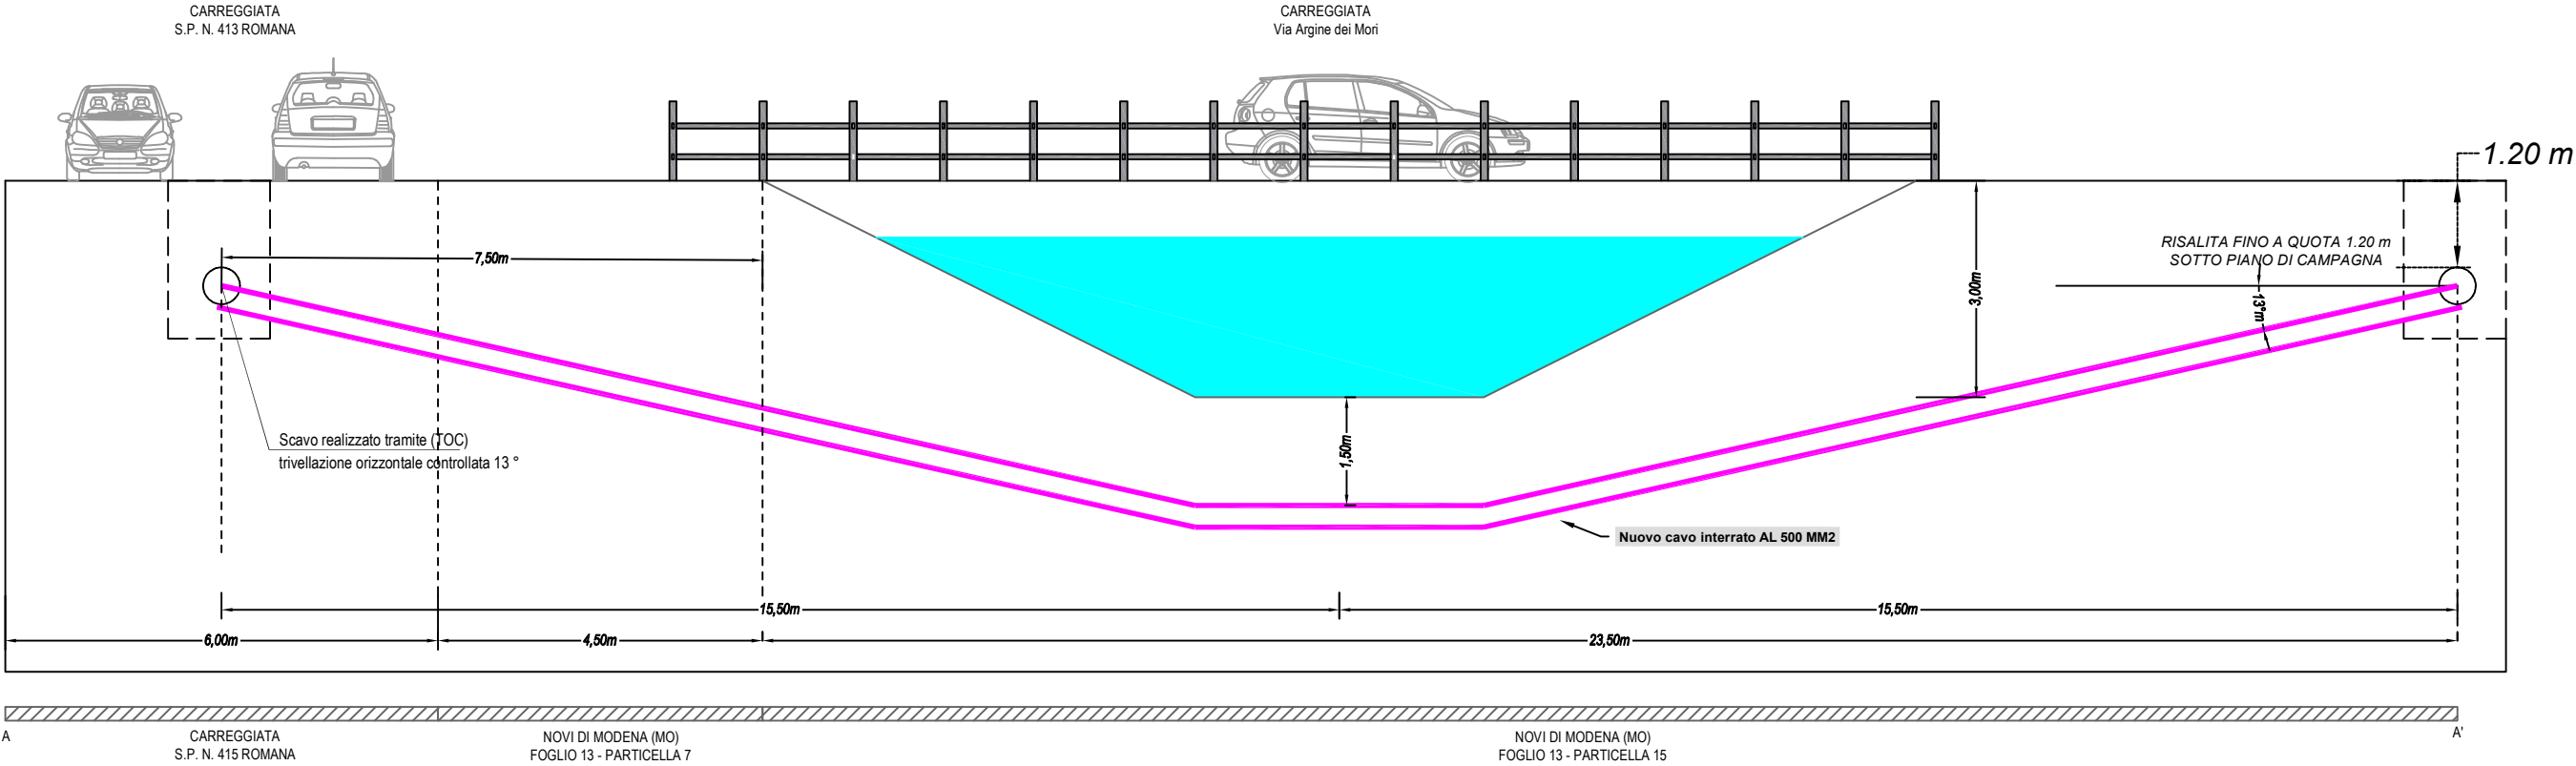 CARREGGIATA
S.P. N. 413 ROMANA
CARREGGIATA
Via Argine dei Mori
1.20 m
RISALITA FINO A QUOTA 1.20 m
SOTTO PIANO DI CAMPAGNA
7,50m
3,00m
13°m
Scavo realizzato tramite (TOC)
trivellazione orizzontale controllata 13 °
1,50m
Nuovo cavo interrato AL 500 MM2
15,50m
15,50m
6,00m
4,50m
23,50m
A
CARREGGIATA
S.P. N. 415 ROMANA
NOVI DI MODENA (MO)
FOGLIO 13 - PARTICELLA 7
NOVI DI MODENA (MO)
FOGLIO 13 - PARTICELLA 15
A'